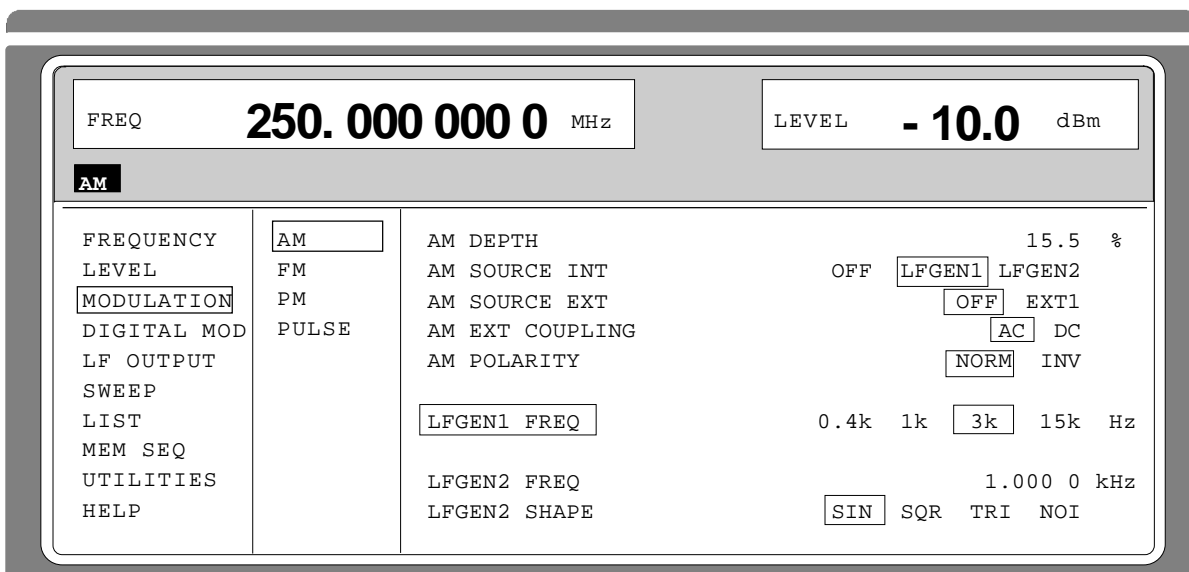 FREQ 250. 000 000 0 MHz LEVEL - 10.0 dBm
AM
FREQUENCY AM AM DEPTH 15.5 %
LEVEL FM AM SOURCE INT OFF LFGEN1 LFGEN2
MODULATION PM AM SOURCE EXT OFF EXT1
DIGITAL MOD PULSE AM EXT COUPLING AC DC
LF OUTPUT AM POLARITY NORM INV
SWEEP
LIST LFGEN1 FREQ 0.4k 1k 3k 15k Hz
MEM SEQ
UTILITIES LFGEN2 FREQ 1.000 0 kHz
HELP LFGEN2 SHAPE SIN SQR TRI NOI